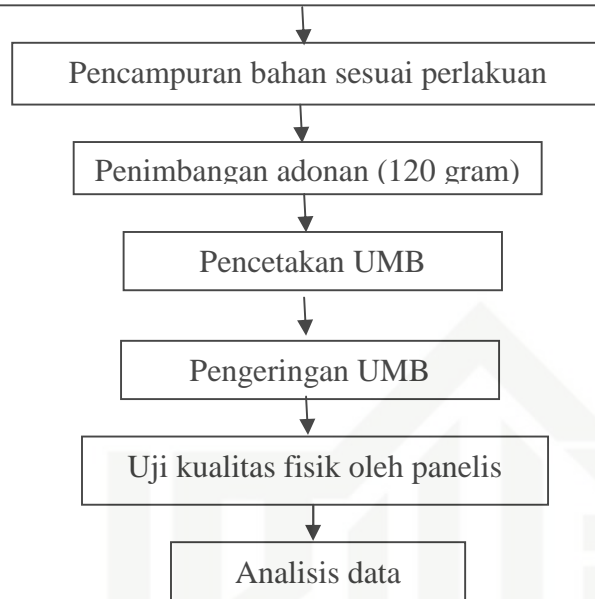 Pencampuran bahan sesuai perlakuan
Penimbangan adonan (120 gram)
Pencetakan UMB
Pengeringan UMB
Uji kualitas fisik oleh panelis
Analisis data